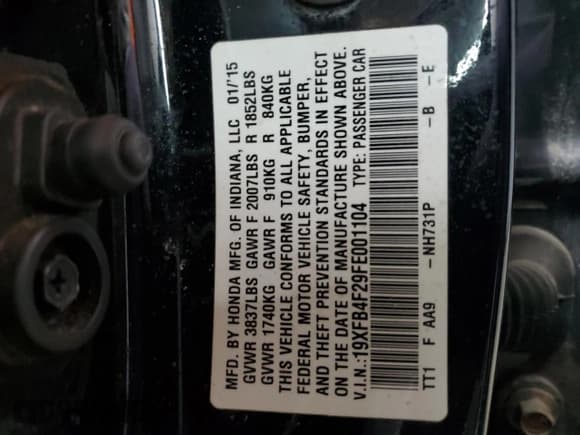 MFD. BY HONDA MFG. OF INDIANA, LLC 01/15
GVWR 3837LBS GAWR F 2007LBS R 1852LBS
GVWR 1740KG GAWR F 910KG R 840KG
THIS VEHICLE CONFORMS TO ALL APPLICABLE
FEDERAL MOTOR VEHICLE SAFETY, BUMPER,
AND THEFT PREVENTION STANDARDS IN EFFECT
ON THE DATE OF MANUFACTURE SHOWN ABOVE.
V.I.N.:19XFB4F29FE001104 TYPE: PASSENGER CAR
TT1 F AA9 -NH731P -B -E